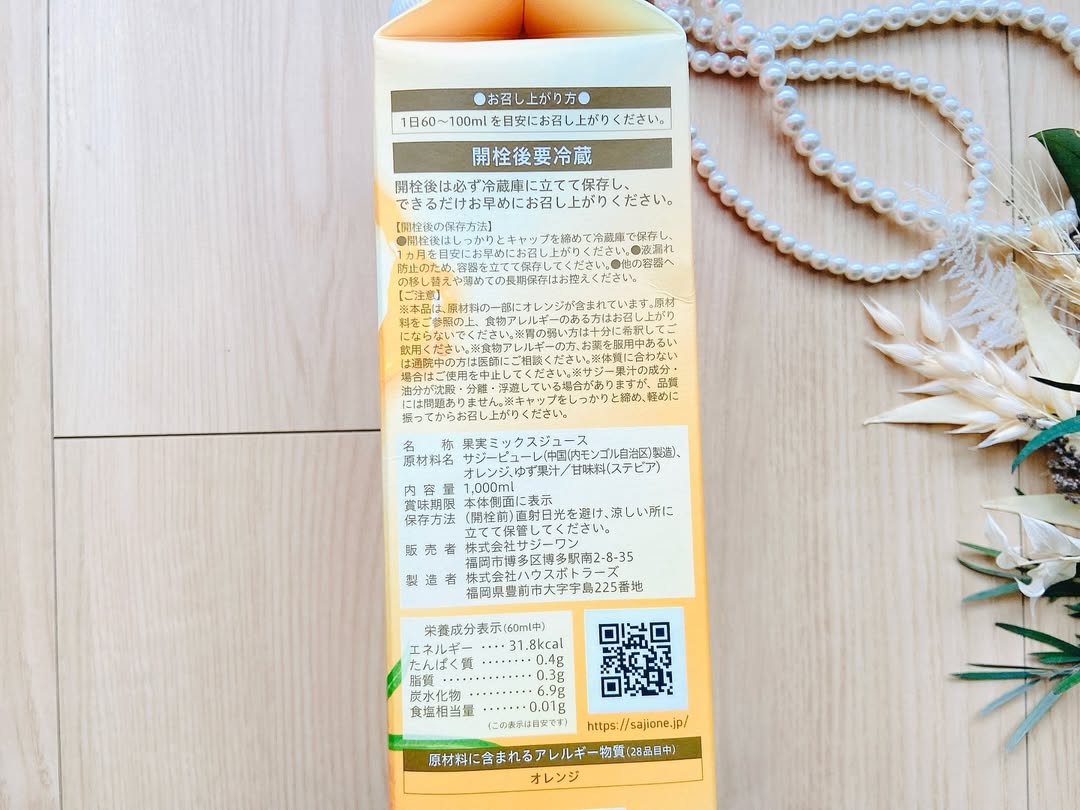 ●お召し上がり方●
1日60〜100mlを目安にお召し上がりください。
開栓後要冷蔵
開栓後は必ず冷蔵庫に立てて保存し、
できるだけお早めにお召し上がりください。
【開栓後の保存方法】
●開栓後はしっかりとキャップを締めて冷蔵庫で保存し、
1ヵ月を目安にお早めにお召し上がりください。●液漏れ
防止のため、容器を立てて保存してください。●他の容器へ
の移し替えや薄めての長期保存はお控えください。
【ご注意】
※本品は、原材料の一部にオレンジが含まれています。原材
料をご参照の上、食物アレルギーのある方はお召し上がり
にならないでください。※胃の弱い方は十分に希釈してご
飲用ください。※食物アレルギーの方、お薬を服用中あるい
は通院中の方は医師にご相談ください。※体質に合わない
場合はご使用を中止してください。※サジー果汁の成分・
油分が沈殿・分離・浮遊している場合がありますが、品質
には問題ありません。※キャップをしっかりと締め、軽めに
振ってからお召し上がりください。
名称 果実ミックスジュース
原材料名 サジーピューレ(中国(内モンゴル自治区)製造)、
オレンジ、ゆず果汁/甘味料(ステビア)
内容量 1,000ml
賞味期限 本体側面に表示
保存方法 (開栓前)直射日光を避け、涼しい所に
立てて保管してください。
販売者 株式会社サジーワン
福岡市博多区博多駅南2-8-35
製造者 株式会社ハウスボトラーズ
福岡県豊前市大字宇島225番地
栄養成分表示(60ml中)
エネルギー ････ 31.8kcal
たんぱく質 ････････ 0.4g
脂質 ･･････････････ 0.3g
炭水化物 ･･････････ 6.9g
食塩相当量 ･･････ 0.01g
(この表示は目安です)
https://sajione.jp/
原材料に含まれるアレルギー物質(28品目中)
オレンジ